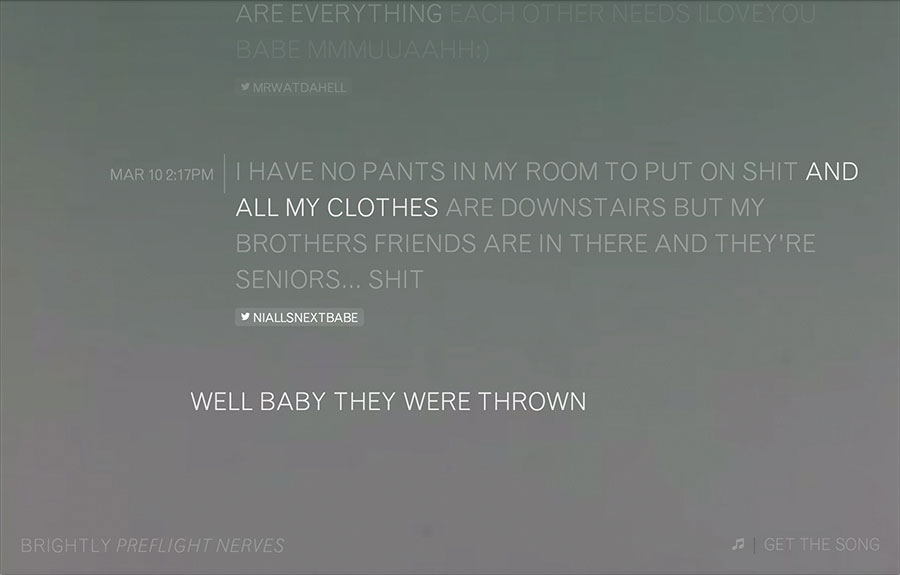 ARE EVERYTHING EACH OTHER NEEDS ILOVEYOU
BABE MMMUUAAHH:)
MRWATDAHELL
MAR 10 2:17PM
I HAVE NO PANTS IN MY ROOM TO PUT ON SHIT AND
ALL MY CLOTHES ARE DOWNSTAIRS BUT MY
BROTHERS FRIENDS ARE IN THERE AND THEY'RE
SENIORS... SHIT
NIALLSNEXTBABE
WELL BABY THEY WERE THROWN
BRIGHTLY PREFLIGHT NERVES
GET THE SONG